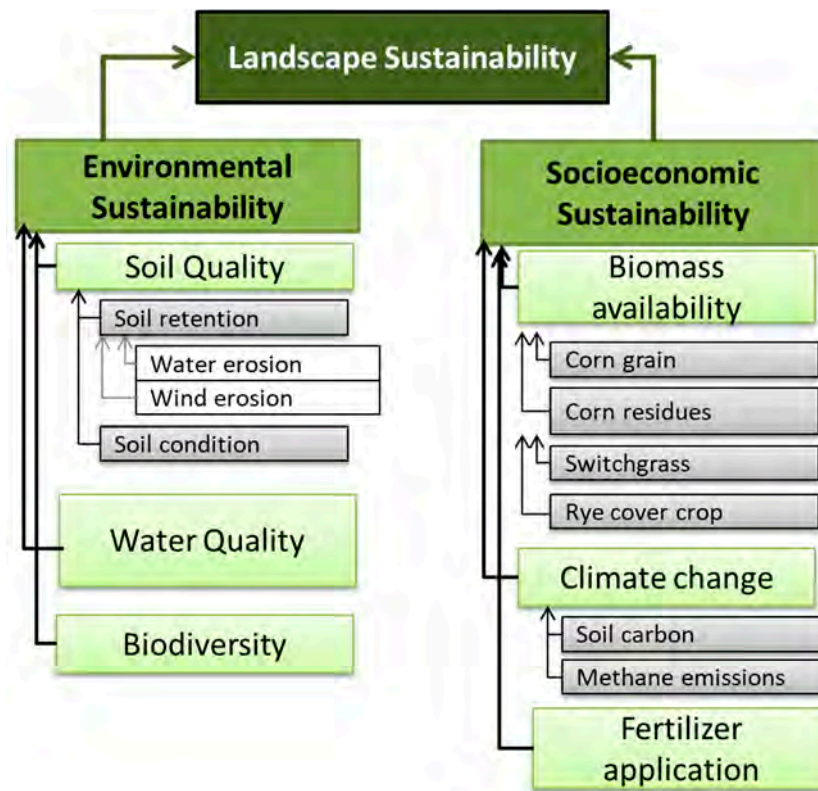 Landscape Sustainability
Environmental
Sustainability
Soil Quality
Soil retention
Water erosion
Wind erosion
Soil condition
Water Quality
Biodiversity
Socioeconomic
Sustainability
Biomass
availability
Corn grain
Corn residues
Switchgrass
Rye cover crop
Climate change
Soil carbon
Methane emissions
Fertilizer
application